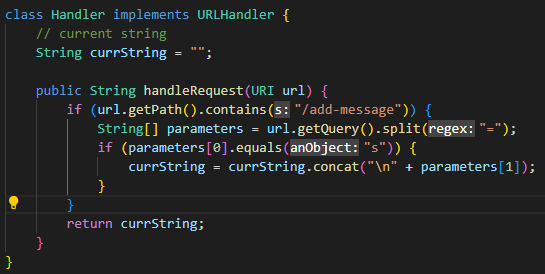 class Handler implements URLHandler {
// current string
String currString = "";
public String handleRequest(URI url) {
if (url.getPath().contains(s: "/add-message")) {
String[] parameters = url.getQuery().split(regex: "=");
if (parameters[0].equals(anObject: "s")) {
currString = currString.concat("\n" + parameters[1]);
}
}
return currString;
}
}